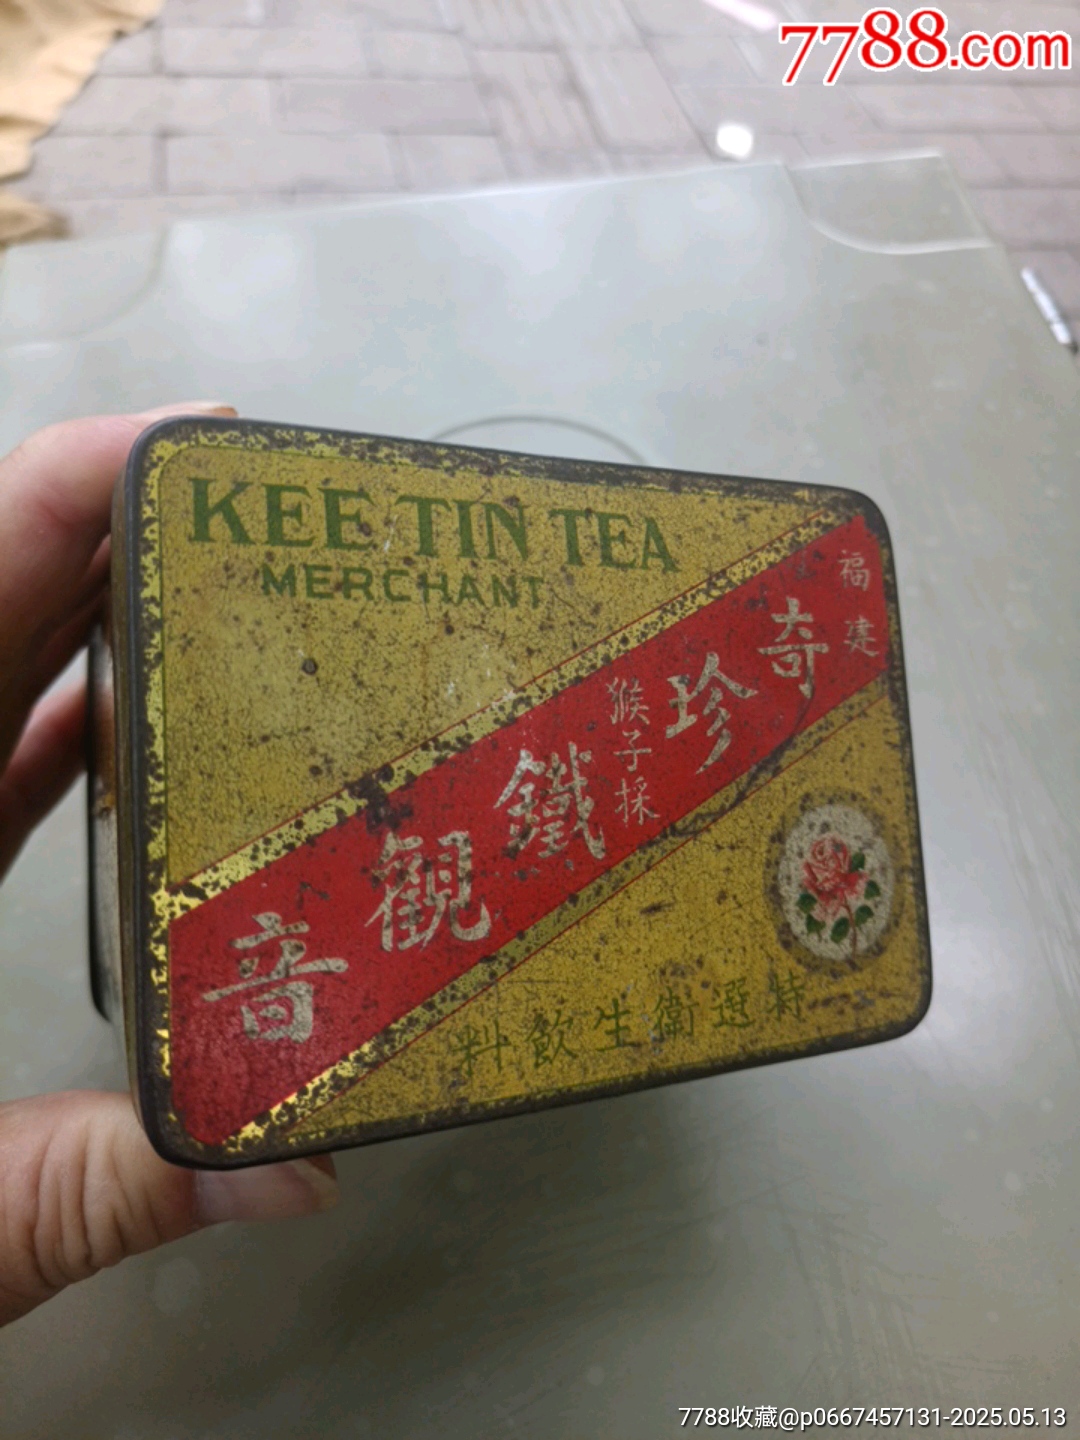 7788.com
KEE TIN TEA
MERCHANT
福建
奇珍
猴子採
鐵觀音
特選衛生飲料
7788收藏@p0667457131-2025.05.13